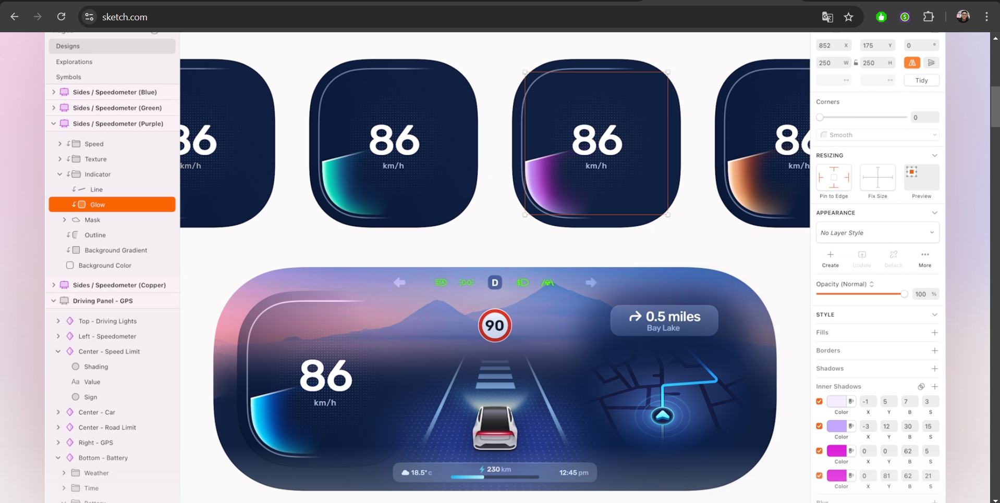 sketch.com
Designs
Explorations
Symbols
Sides / Speedometer (Blue)
Sides / Speedometer (Green)
Sides / Speedometer (Purple)
Speed
Texture
Indicator
Line
Glow
Mask
Outline
Background Gradient
Background Color
Sides / Speedometer (Copper)
Driving Panel - GPS
Top - Driving Lights
Left - Speedometer
Center - Speed Limit
Shading
Aa Value
Sign
Center - Car
Center - Road Limit
Right - GPS
Bottom - Battery
Weather
Time
86
km/h
86
km/h
86
km/h
86
km/h
D
90
0.5 miles
Bay Lake
86
km/h
18.5° c
230 km
12:45 pm
852 X 175 Y 0 °
250 W 250 H
Tidy
Corners
0
Smooth
RESIZING
Pin to Edge Fix Size Preview
APPEARANCE
No Layer Style
Create Update Detach More
Opacity (Normal)
100 %
STYLE
Fills
Borders
Shadows
Inner Shadows
-1 5 7 3
Color X Y B S
-3 12 30 15
Color X Y B S
0 0 62 5
Color X Y B S
0 81 62 21
Color X Y B S